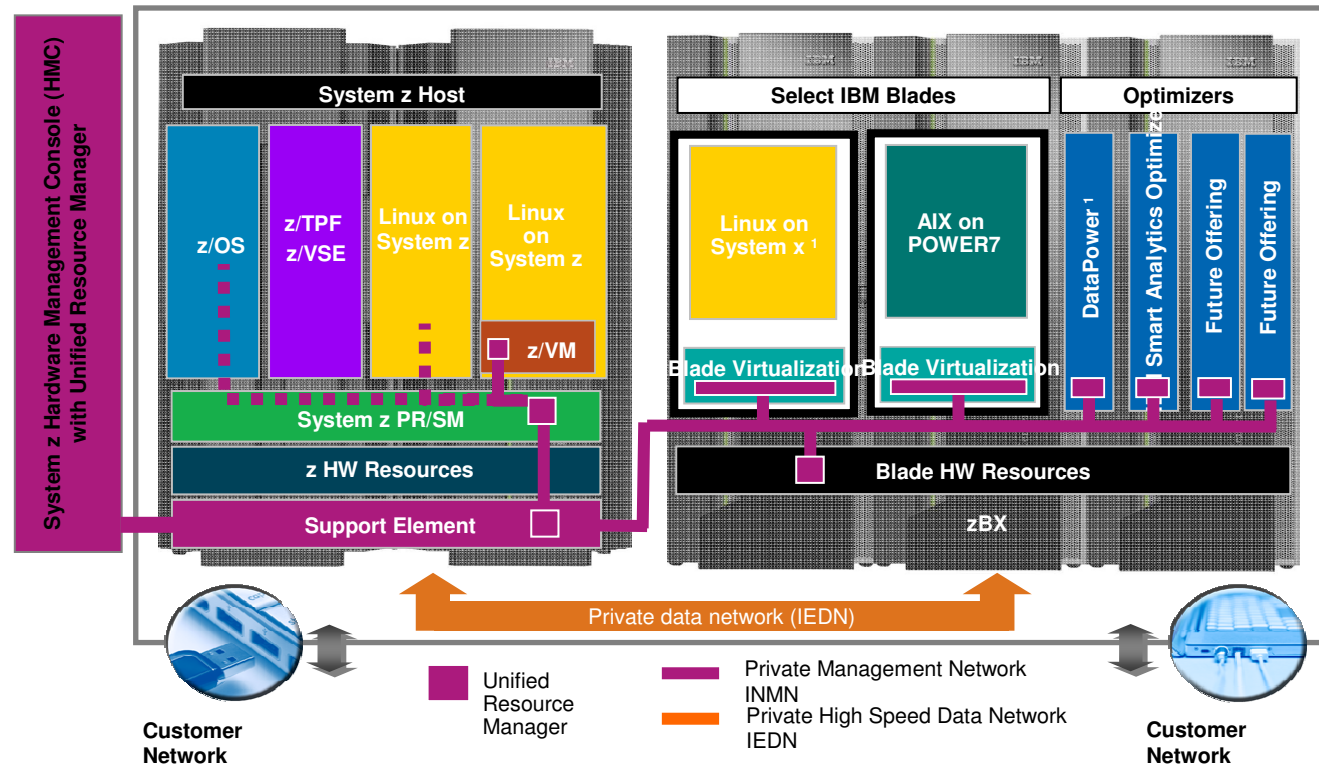 System z Hardware Management Console (HMC)
with Unified Resource Manager
IBM
IBM
IBM
IBM
System z Host
Select IBM Blades
Optimizers
z/OS
z/TPF
z/VSE
Linux on
System z
Linux
on
System z
z/VM
Linux on
System x ¹
AIX on
POWER7
Blade Virtualization
Blade Virtualization
DataPower ¹
Smart Analytics Optimizer
Future Offering
Future Offering
System z PR/SM
z HW Resources
Support Element
Blade HW Resources
zBX
Private data network (IEDN)
Unified
Resource
Manager
Private Management Network
INMN
Private High Speed Data Network
IEDN
Customer
Network
Customer
Network